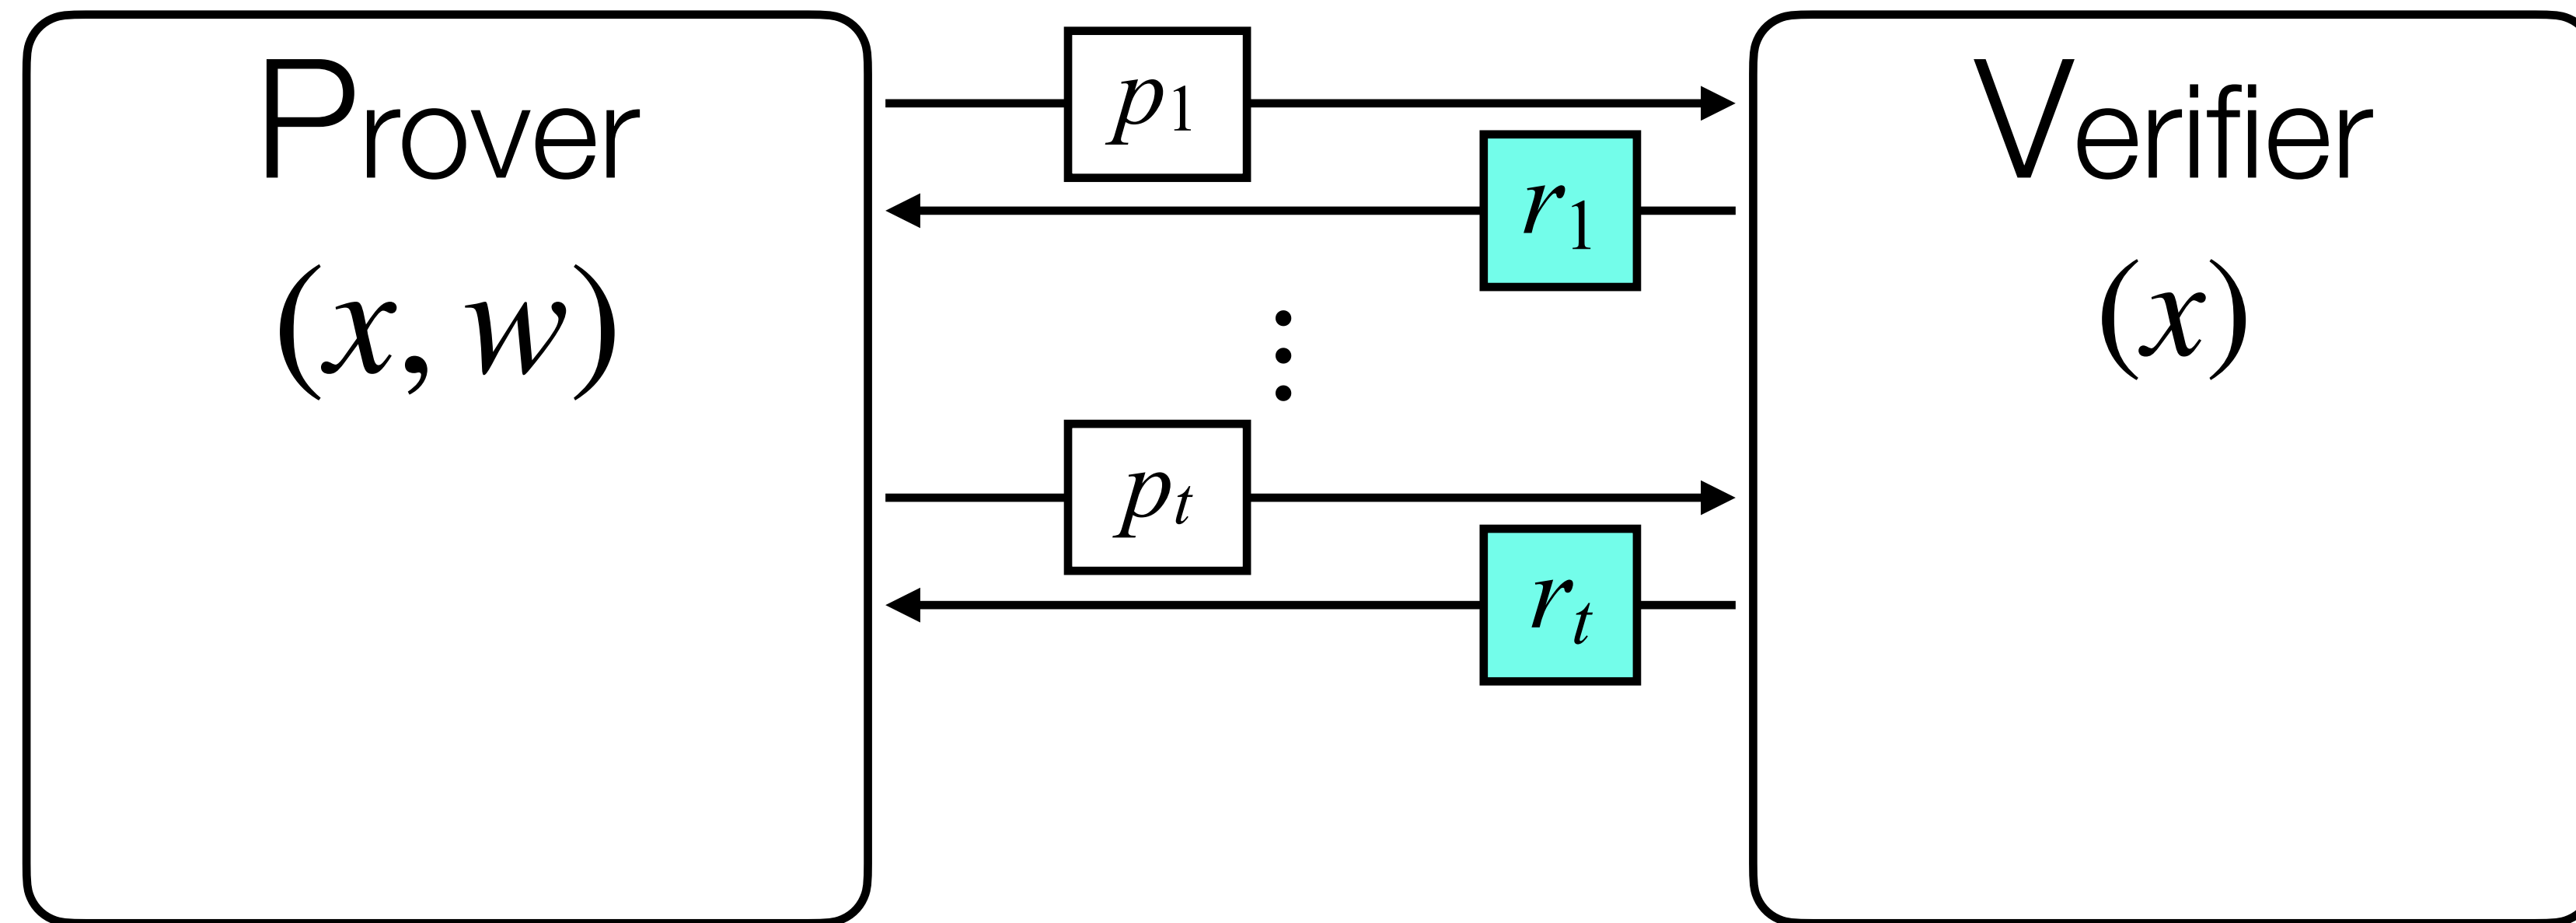 Prover
(x, w)
p1
r1
⋮
pt
rt
Verifier
(x)